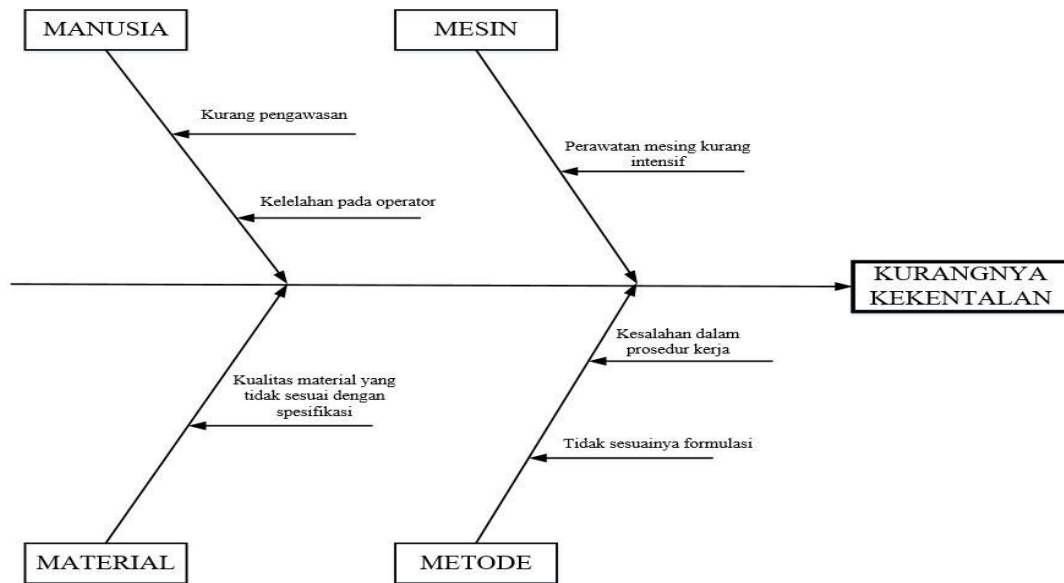 MANUSIA
MESIN
Kurang pengawasan
Perawatan mesing kurang
intensif
Kelelahan pada operator
KURANGNYA
KEKENTALAN
Kesalahan dalam
prosedur kerja
Kualitas material yang
tidak sesuai dengan
spesifikasi
Tidak sesuainya formulasi
MATERIAL
METODE